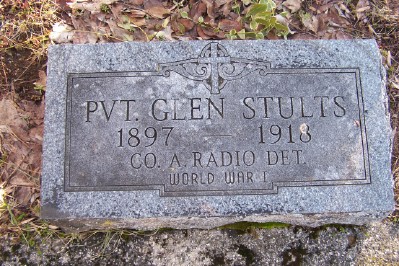 PVT. GLEN STULTS
1897 — 1918
CO. A. RADIO DET.
WORLD WAR I